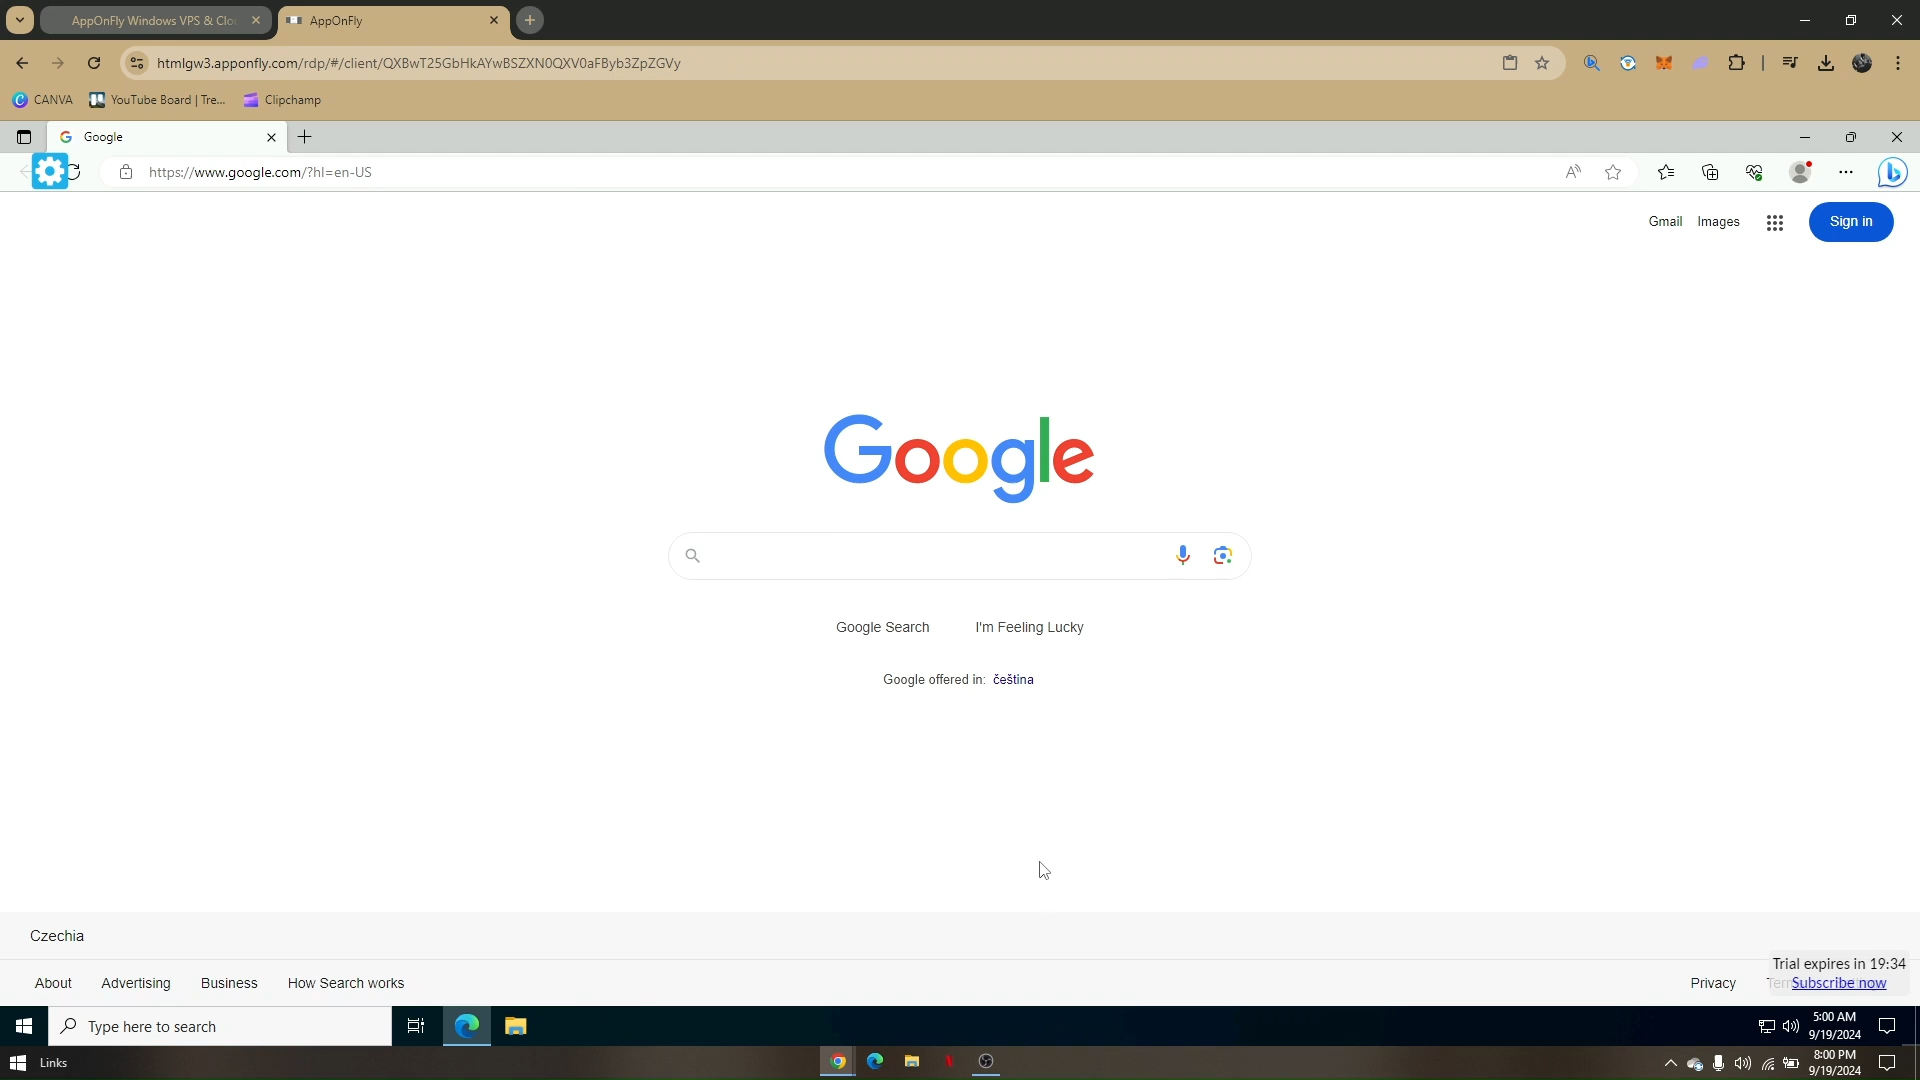 AppOnFly Windows VPS & Clo
AppOnFly
htmlgw3.apponfly.com/rdp/#/client/QXBwT25GbHkAYwBSZXN0QXV0aFByb3ZpZGVy
CANVA
YouTube Board | Tre...
Clipchamp
Google
https://www.google.com/?hl=en-US
Gmail
Images
Sign in
Google
Google Search
I'm Feeling Lucky
Google offered in: čeština
Czechia
Trial expires in 19:34
About
Advertising
Business
How Search works
Privacy
Subscribe now
Type here to search
5:00 AM
9/19/2024
Links
8:00 PM
9/19/2024